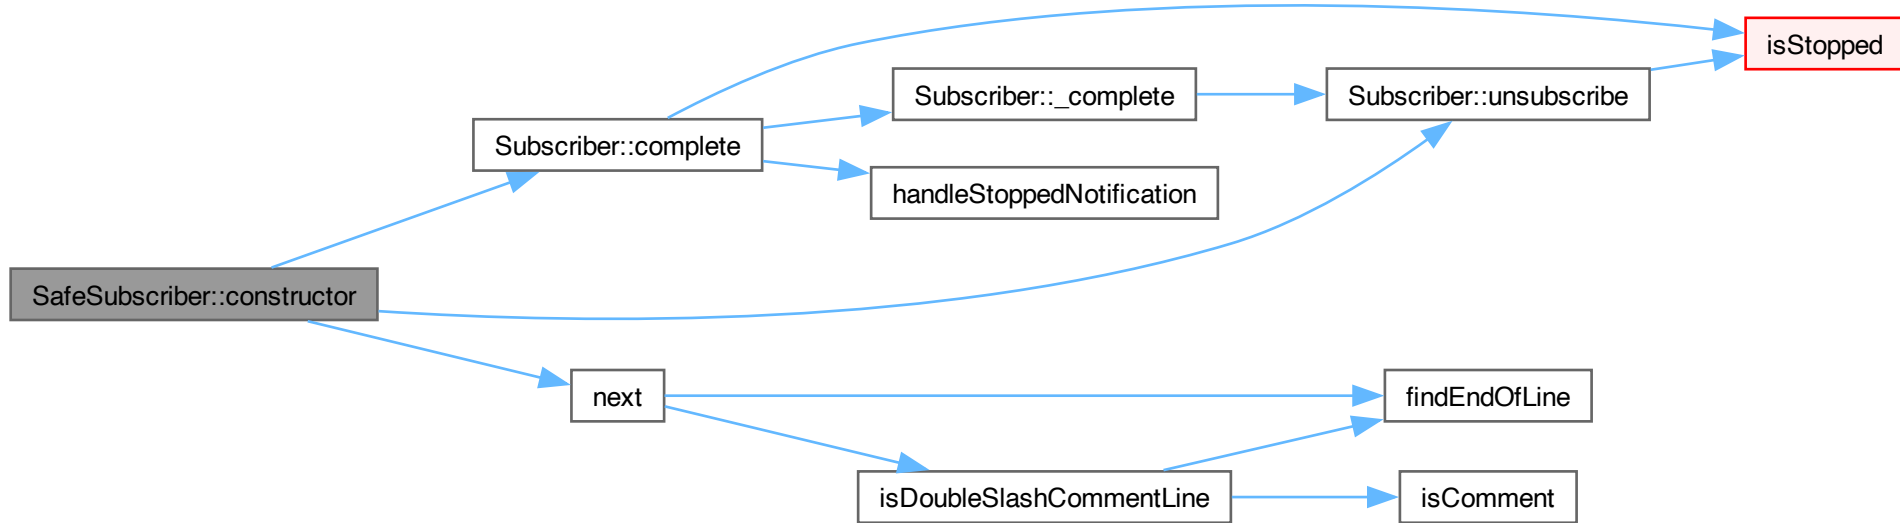 isStopped
Subscriber::_complete
Subscriber::unsubscribe
Subscriber::complete
handleStoppedNotification
SafeSubscriber::constructor
next
findEndOfLine
isDoubleSlashCommentLine
isComment